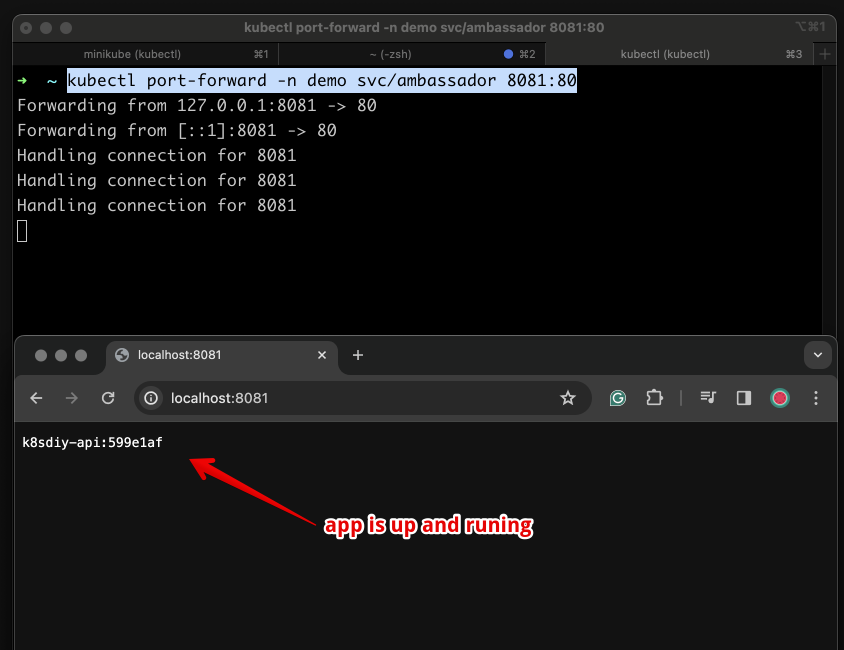 kubectl port-forward -n demo svc/ambassador 8081:80
⌥⌘1
minikube (kubectl) ⌘1
~ (-zsh) ⌘2
kubectl (kubectl) ⌘3
➜ ~ kubectl port-forward -n demo svc/ambassador 8081:80
Forwarding from 127.0.0.1:8081 -> 80
Forwarding from [::1]:8081 -> 80
Handling connection for 8081
Handling connection for 8081
Handling connection for 8081
localhost:8081
localhost:8081
k8sdiy-api:599e1af
app is up and runing